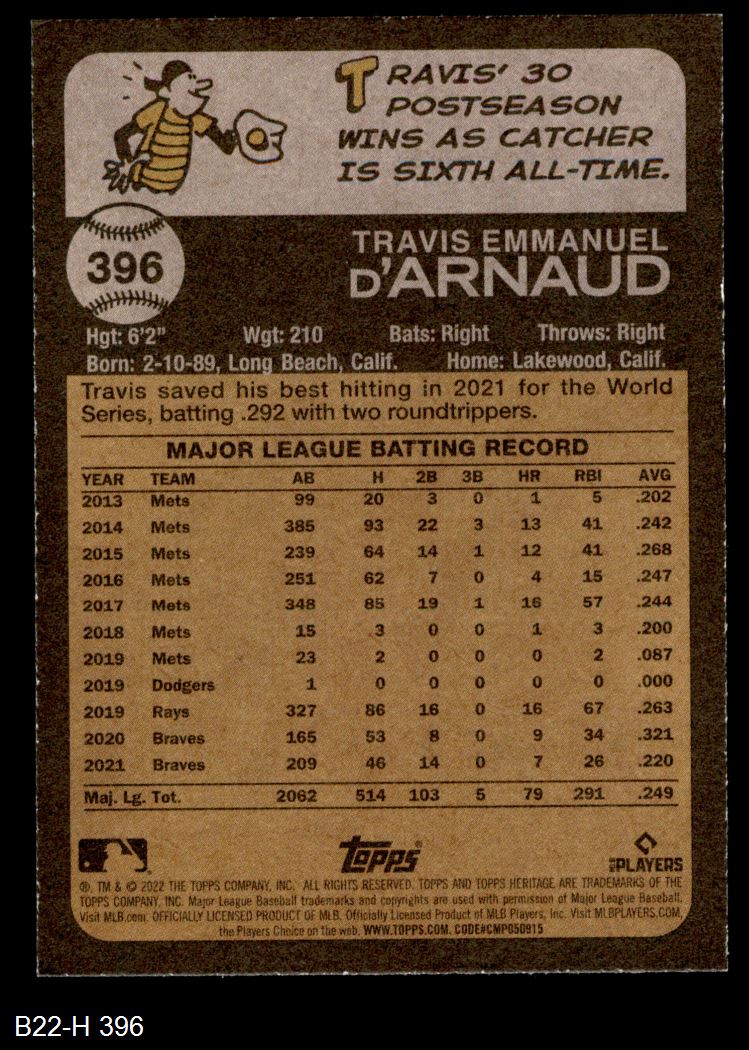 TRAVIS' 30
POSTSEASON
WINS AS CATCHER
IS SIXTH ALL-TIME.
396
TRAVIS EMMANUEL
D'ARNAUD
Hgt: 6'2" Wgt: 210 Bats: Right Throws: Right
Born: 2-10-89, Long Beach, Calif. Home: Lakewood, Calif.
Travis saved his best hitting in 2021 for the World
Series, batting .292 with two roundtrippers.
MAJOR LEAGUE BATTING RECORD
YEAR TEAM AB H 2B 3B HR RBI AVG
2013 Mets 99 20 3 0 1 5 .202
2014 Mets 385 93 22 3 13 41 .242
2015 Mets 239 64 14 1 12 41 .268
2016 Mets 251 62 7 0 4 15 .247
2017 Mets 348 85 19 1 16 57 .244
2018 Mets 15 3 0 0 1 3 .200
2019 Mets 23 2 0 0 0 2 .087
2019 Dodgers 1 0 0 0 0 0 .000
2019 Rays 327 86 16 0 16 67 .263
2020 Braves 165 53 8 0 9 34 .321
2021 Braves 209 46 14 0 7 26 .220
Maj. Lg. Tot. 2062 514 103 5 79 291 .249
Topps
PLAYERS
®, TM & © 2022 THE TOPPS COMPANY, INC. ALL RIGHTS RESERVED. TOPPS AND TOPPS HERITAGE ARE TRADEMARKS OF THE
TOPPS COMPANY, INC. Major League Baseball trademarks and copyrights are used with permission of Major League Baseball.
Visit MLB.com. OFFICIALLY LICENSED PRODUCT OF MLB. Officially Licensed Product of MLB Players, Inc. Visit MLBPLAYERS.COM,
the Players Choice on the web. WWW.TOPPS.COM. CODE#CMP050915
B22-H 396